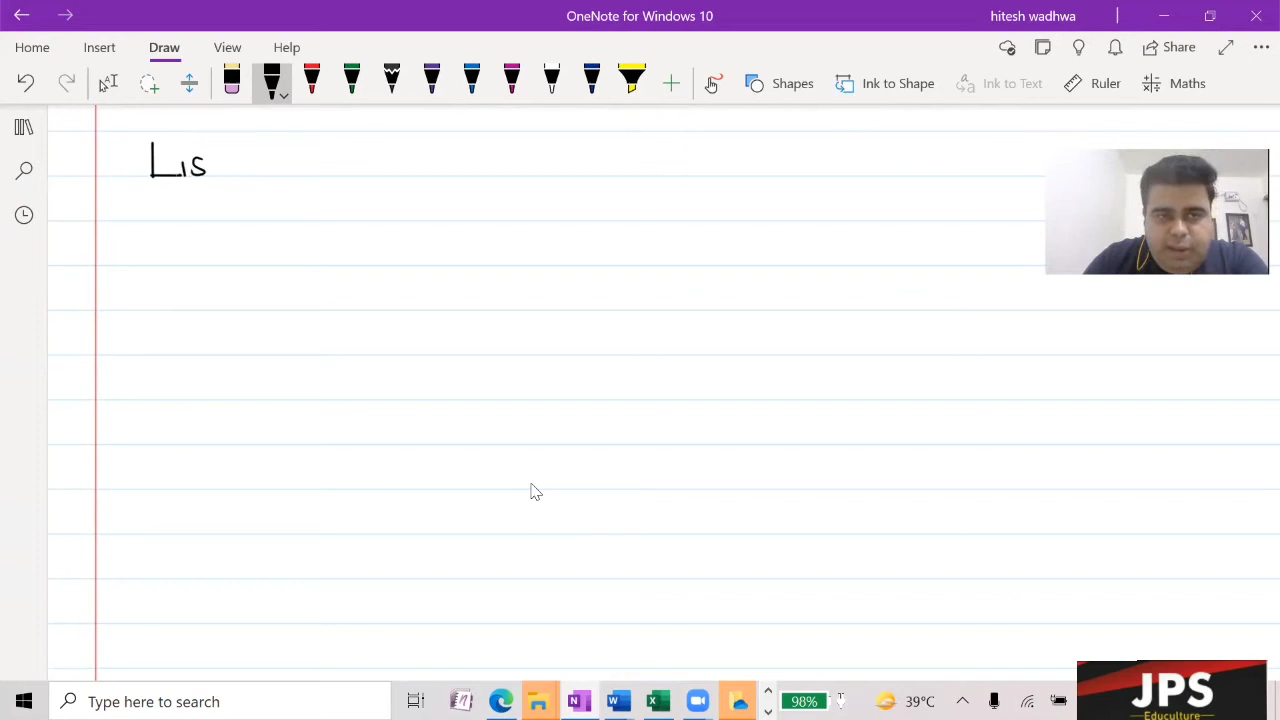 OneNote for Windows 10
hitesh wadhwa
Home Insert Draw View Help
Share
Shapes Ink to Shape Ink to Text Ruler Maths
Lis
Type here to search
98%
39°C
JPS
Educulture